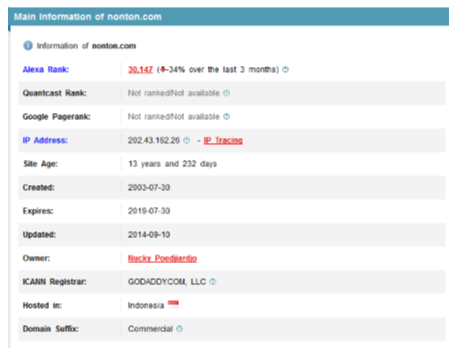 Main Information of nonton.com
Information of nonton.com
Alexa Rank: 30,147 (-34% over the last 3 months)
Quantcast Rank: Not ranked/Not available
Google Pagerank: Not ranked/Not available
IP Address: 202.43.162.26 - IP Tracing
Site Age: 13 years and 232 days
Created: 2003-07-30
Expires: 2019-07-30
Updated: 2014-09-10
Owner: Nucky Poedjiardjo
ICANN Registrar: GODADDY.COM, LLC
Hosted in: Indonesia
Domain Suffix: Commercial